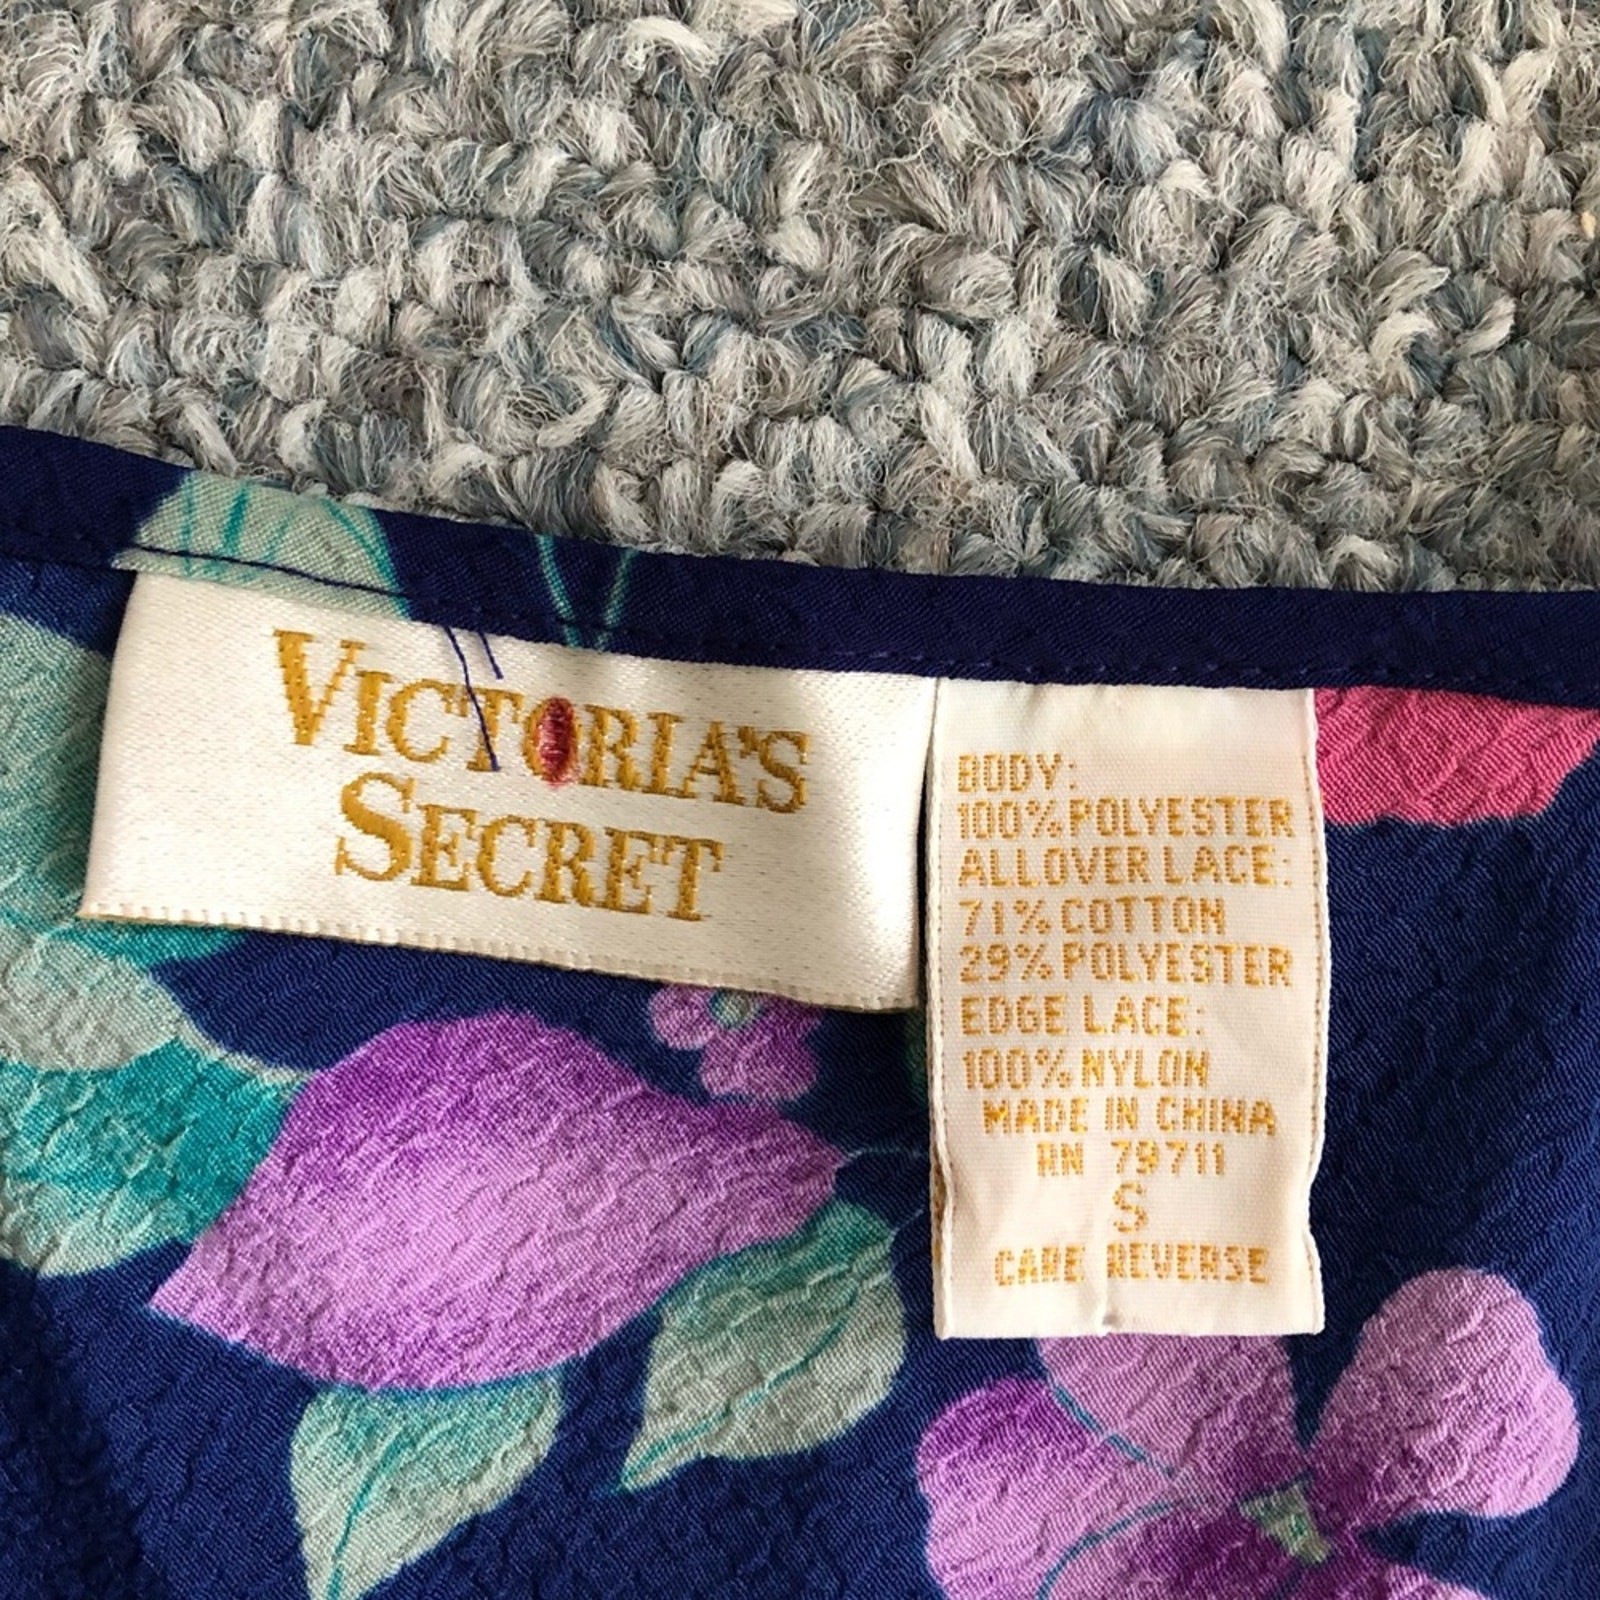 VICTORIA'S
SECRET
BODY:
100% POLYESTER
ALLOVER LACE:
71% COTTON
29% POLYESTER
EDGE LACE:
100% NYLON
MADE IN CHINA
RN 79711
S
CARE REVERSE